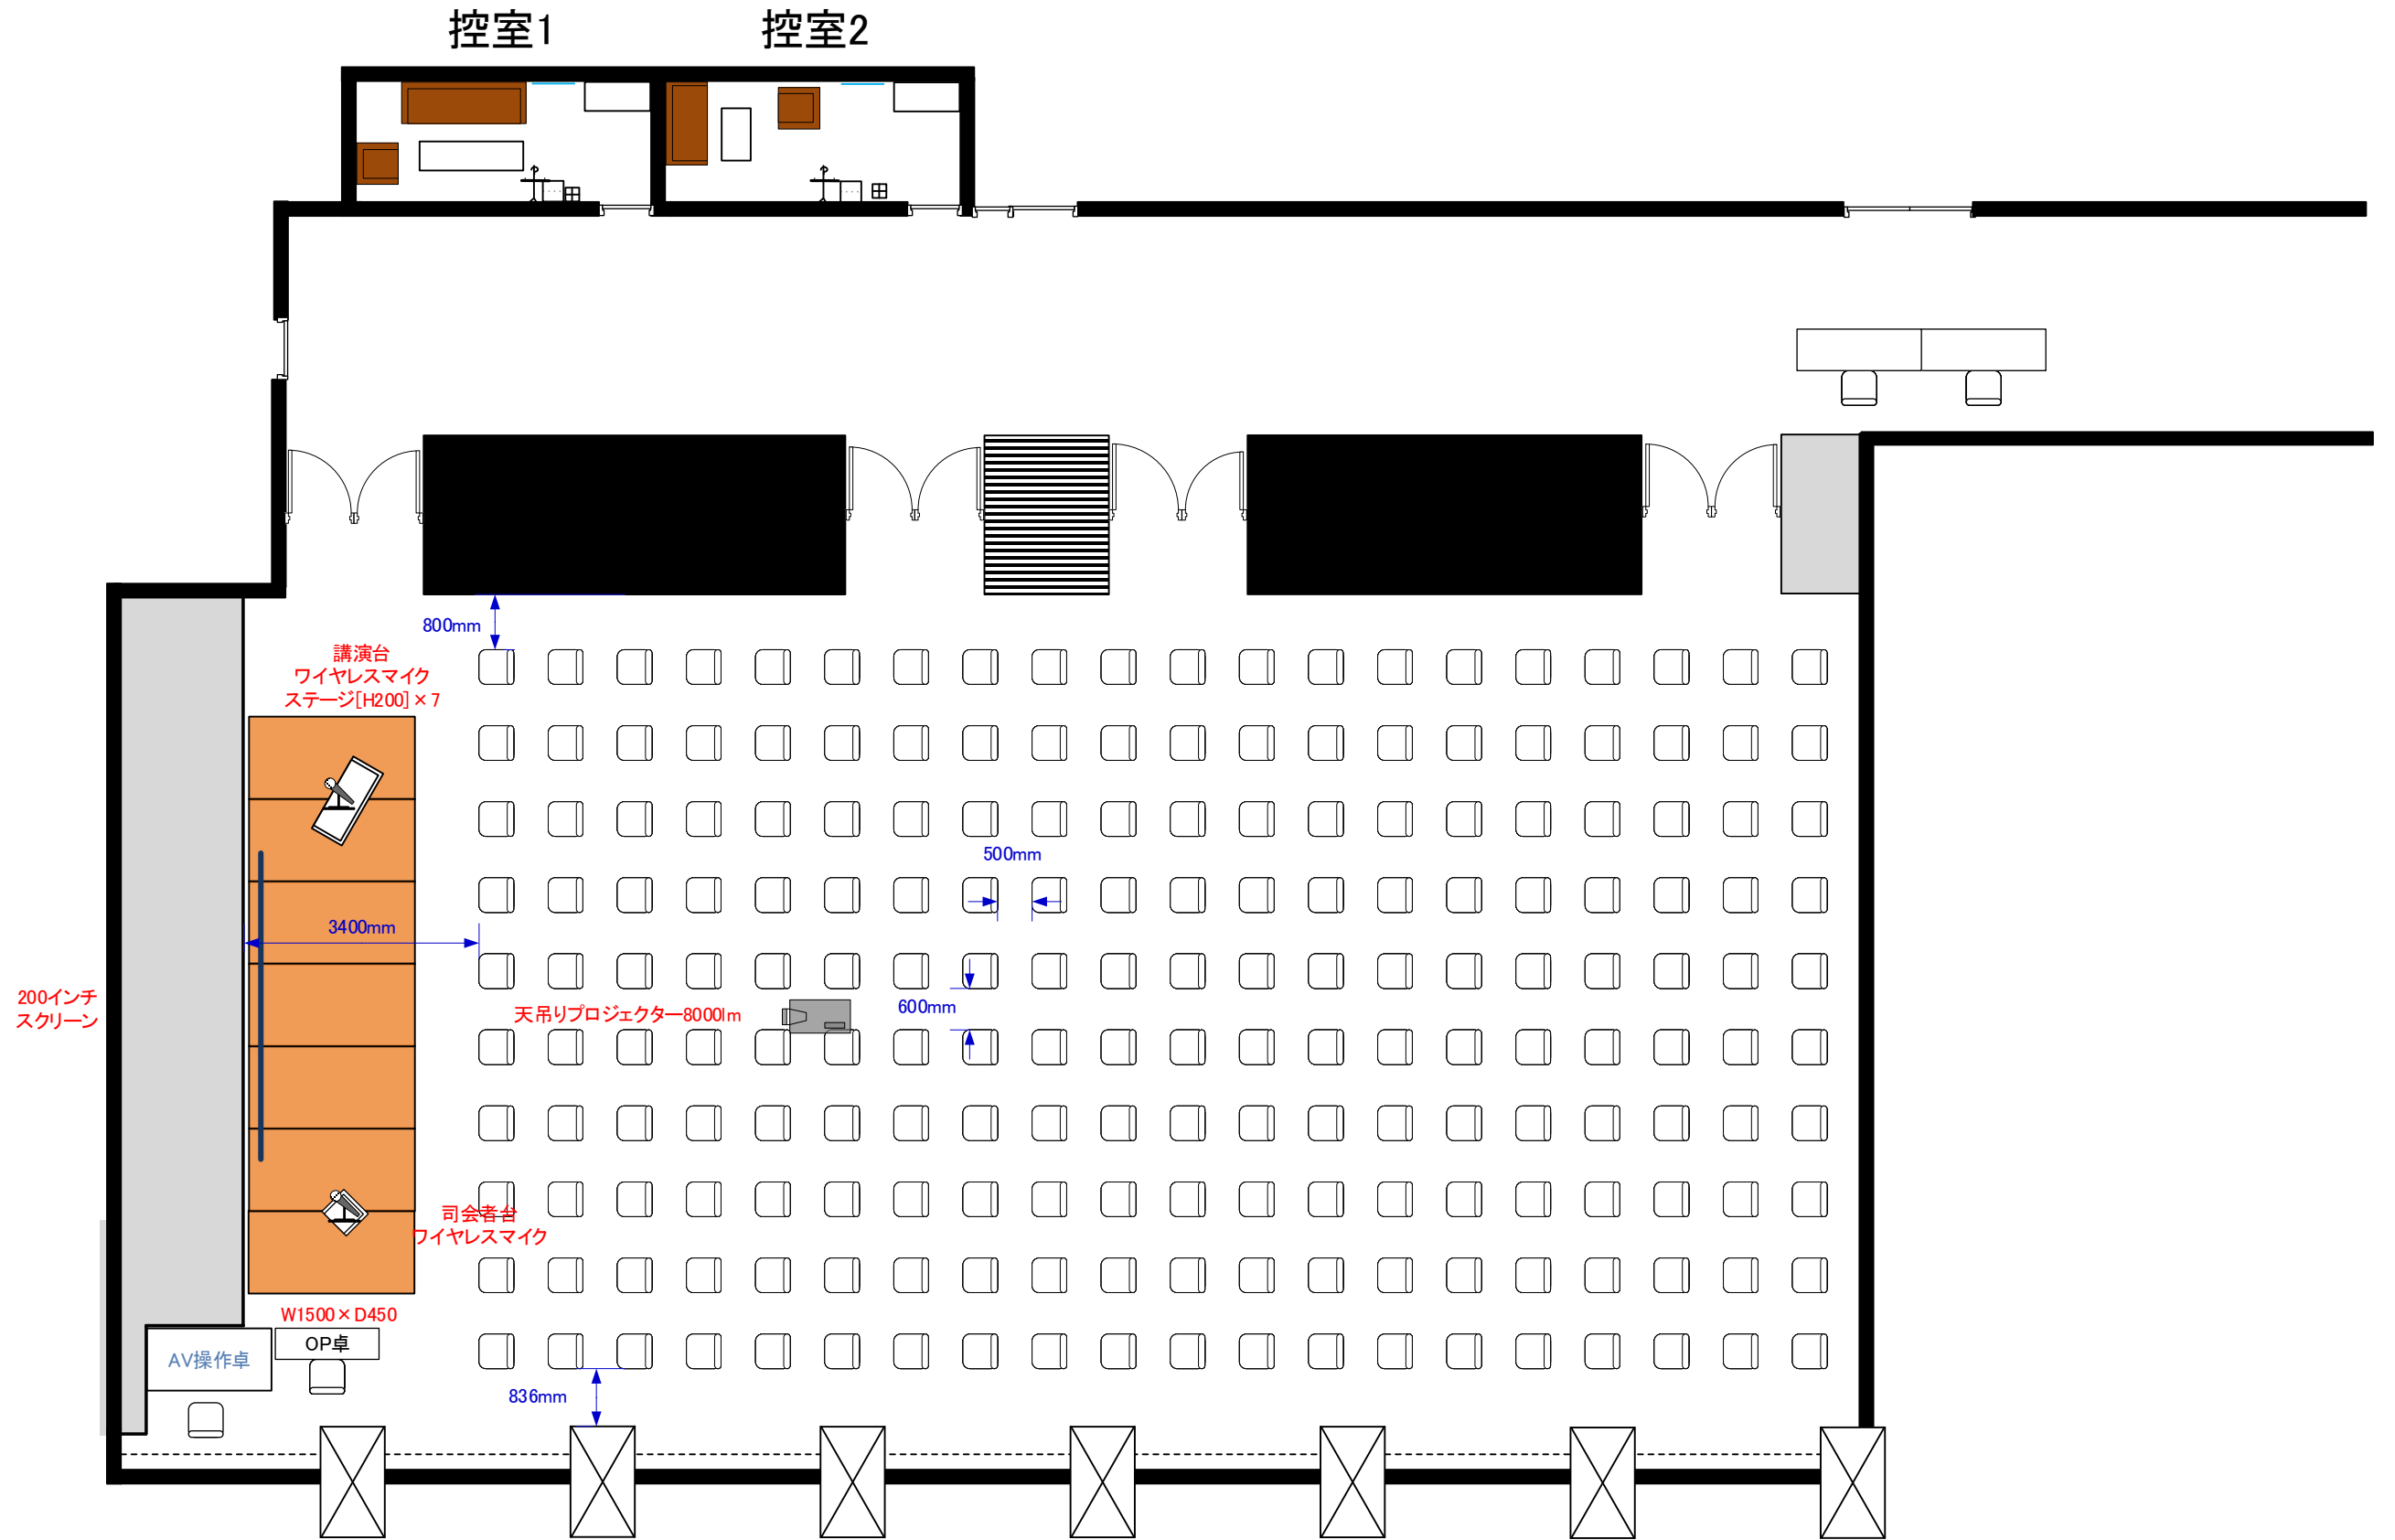 控室1
控室2
800mm
講演台
ワイヤレスマイク
ステージ[H200]×7
500mm
3400mm
200インチ
スクリーン
天吊りプロジェクター8000lm
600mm
司会者台
ワイヤレスマイク
W1500×D450
OP卓
AV操作卓
836mm